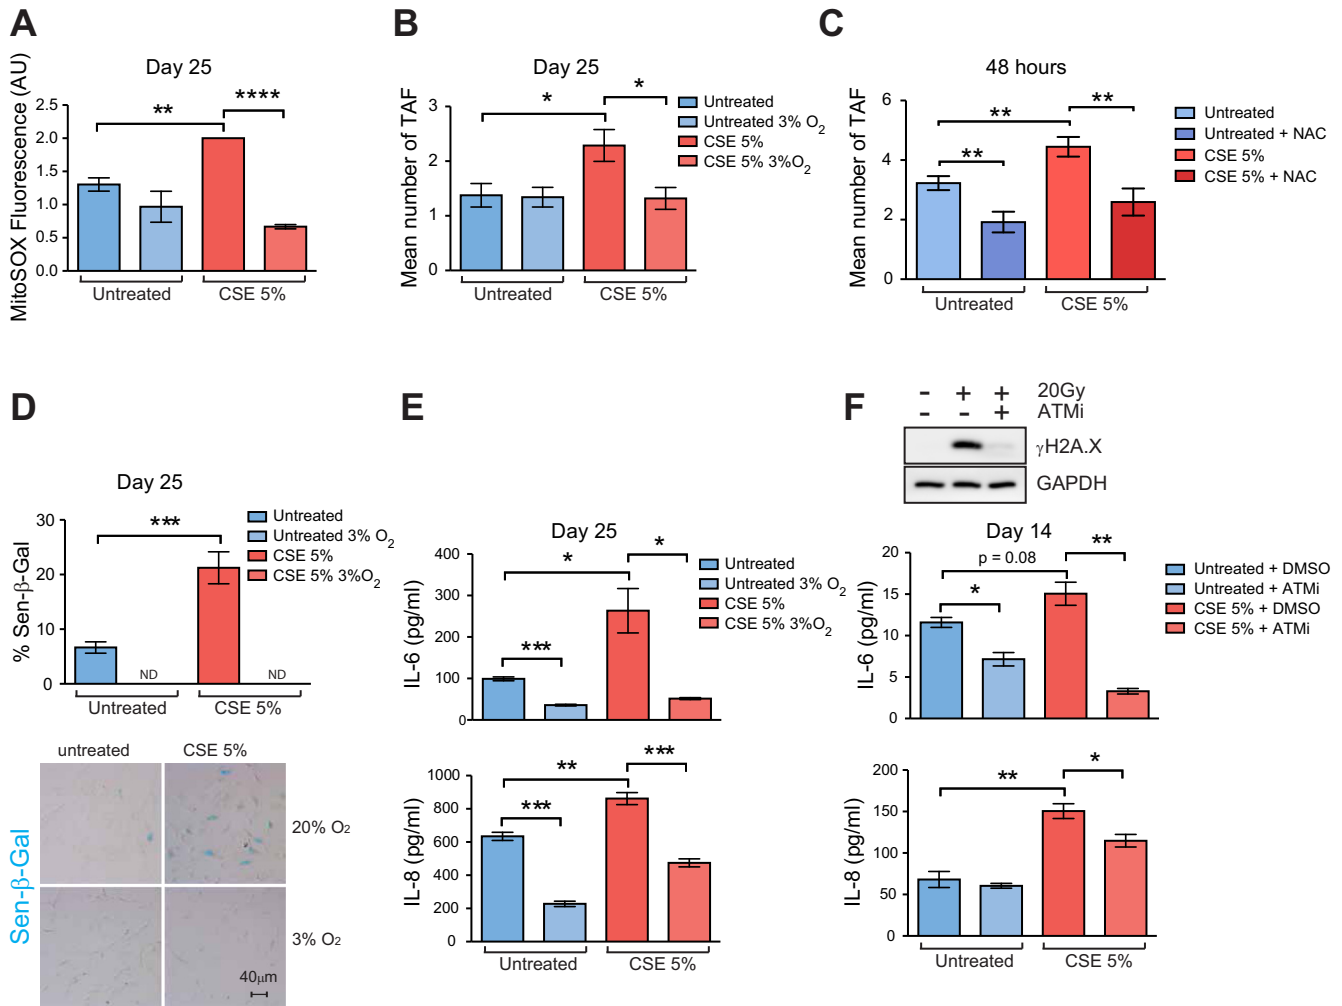 A
Day 25
MitoSOX Fluorescence (AU)
2.5
2.0
1.5
1.0
0.5
0.0
**
****
Untreated
CSE 5%
B
Day 25
Mean number of TAF
3
2
1
0
*
*
Untreated
CSE 5%
Untreated
Untreated 3% O2
CSE 5%
CSE 5% 3%O2
C
48 hours
Mean number of TAF
6
4
2
0
**
**
**
Untreated
CSE 5%
Untreated
Untreated + NAC
CSE 5%
CSE 5% + NAC
D
Day 25
% Sen-β-Gal
30
20
10
0
***
ND
ND
Untreated
CSE 5%
Untreated
Untreated 3% O2
CSE 5%
CSE 5% 3%O2
untreated
CSE 5%
Sen-β-Gal
20% O2
3% O2
40μm
E
Day 25
IL-6 (pg/ml)
400
300
200
100
0
*
*
***
Untreated
Untreated 3% O2
CSE 5%
CSE 5% 3%O2
IL-8 (pg/ml)
1000
800
600
400
200
0
**
***
***
Untreated
CSE 5%
F
- + + 20Gy
- - + ATMi
γH2A.X
GAPDH
Day 14
IL-6 (pg/ml)
20
15
10
5
0
p = 0.08
**
*
Untreated + DMSO
Untreated + ATMi
CSE 5% + DMSO
CSE 5% + ATMi
IL-8 (pg/ml)
200
150
100
50
0
**
*
Untreated
CSE 5%